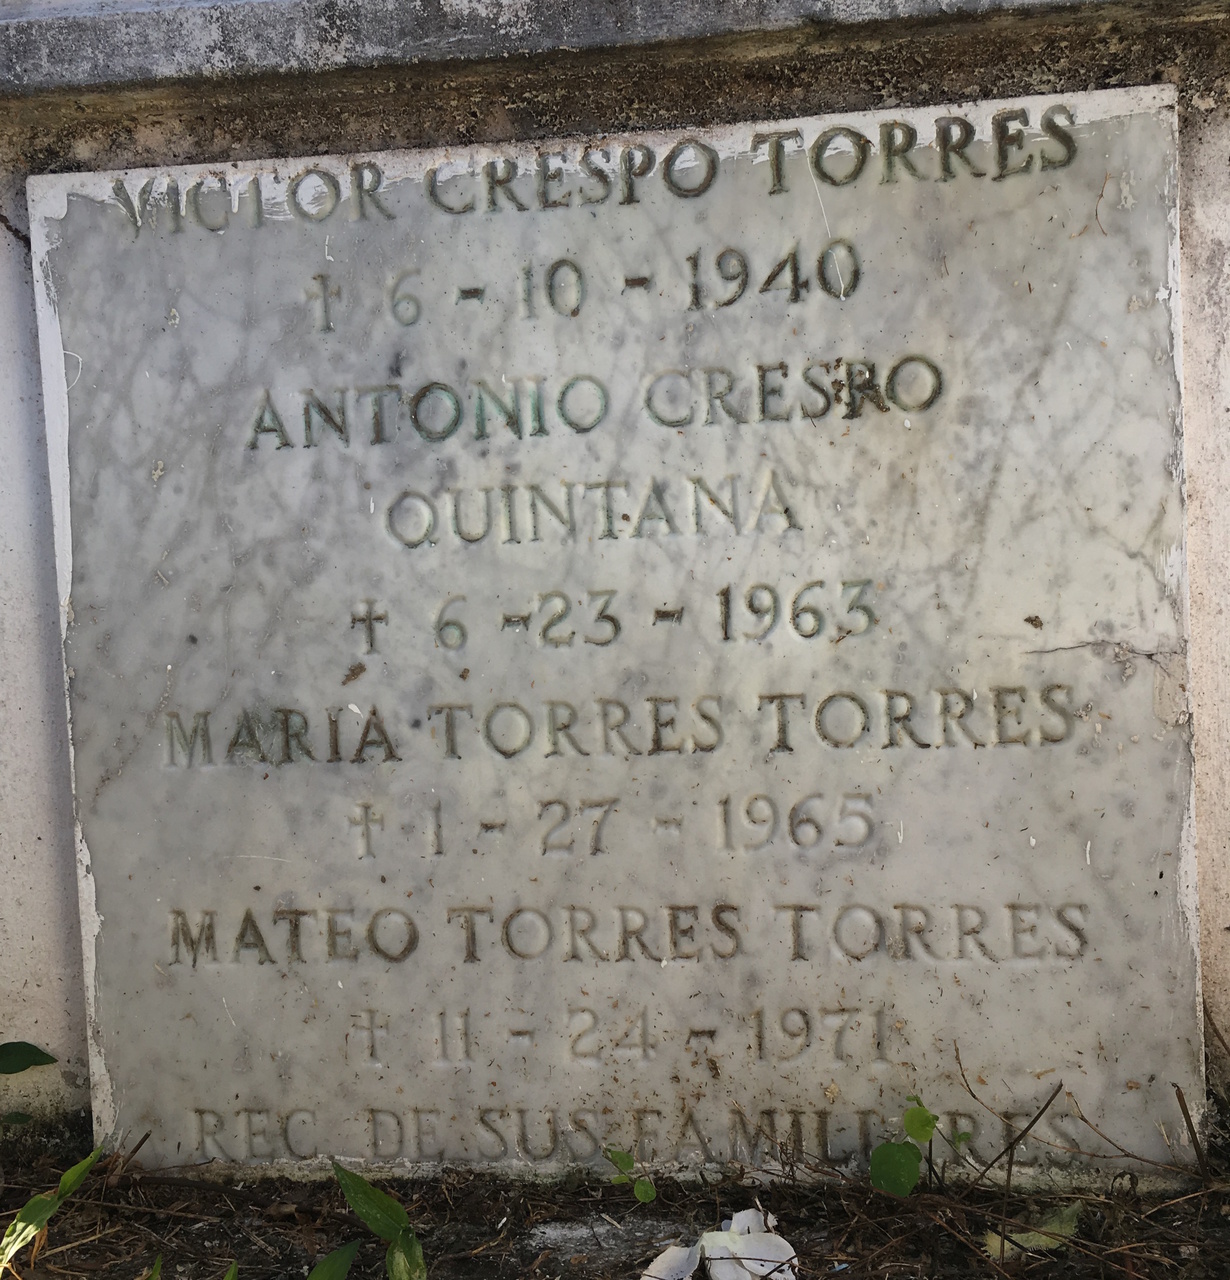 VICTOR CRESPO TORRES
† 6 - 10 - 1940
ANTONIO CRESPO
QUINTANA
† 6 - 23 - 1963
MARIA TORRES TORRES
† 1 - 27 - 1965
MATEO TORRES TORRES
† 11 - 24 - 1971
REC. DE SUS FAMILIARES